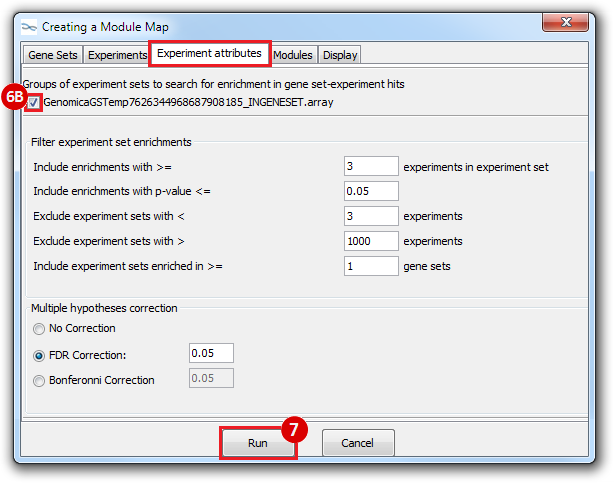 Creating a Module Map
Gene Sets Experiments Experiment attributes Modules Display
Groups of experiment sets to search for enrichment in gene set-experiment hits
6B GenomicaGSTemp7626344968687908185_INGENESET.array
Filter experiment set enrichments
Include enrichments with >= 3 experiments in experiment set
Include enrichments with p-value <= 0.05
Exclude experiment sets with < 3 experiments
Exclude experiment sets with > 1000 experiments
Include experiment sets enriched in >= 1 gene sets
Multiple hypotheses correction
No Correction
FDR Correction: 0.05
Bonferonni Correction 0.05
7
Run Cancel